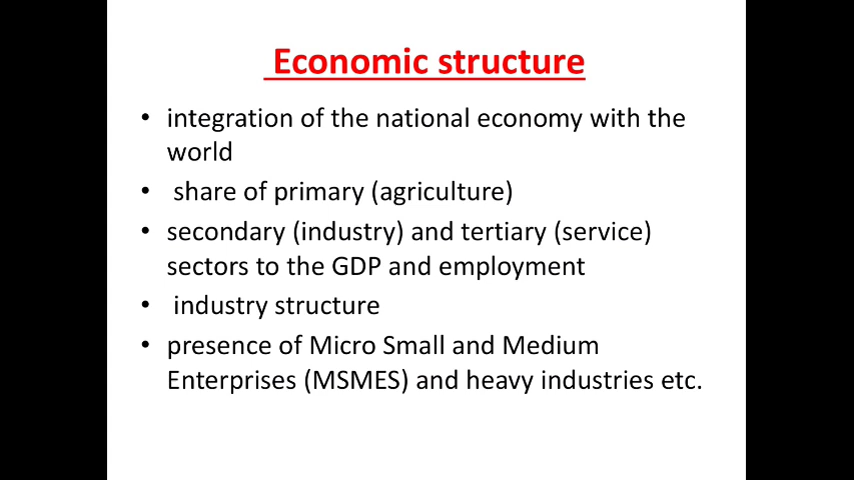 Economic structure
• integration of the national economy with the
world
• share of primary (agriculture)
• secondary (industry) and tertiary (service)
sectors to the GDP and employment
• industry structure
• presence of Micro Small and Medium
Enterprises (MSMES) and heavy industries etc.